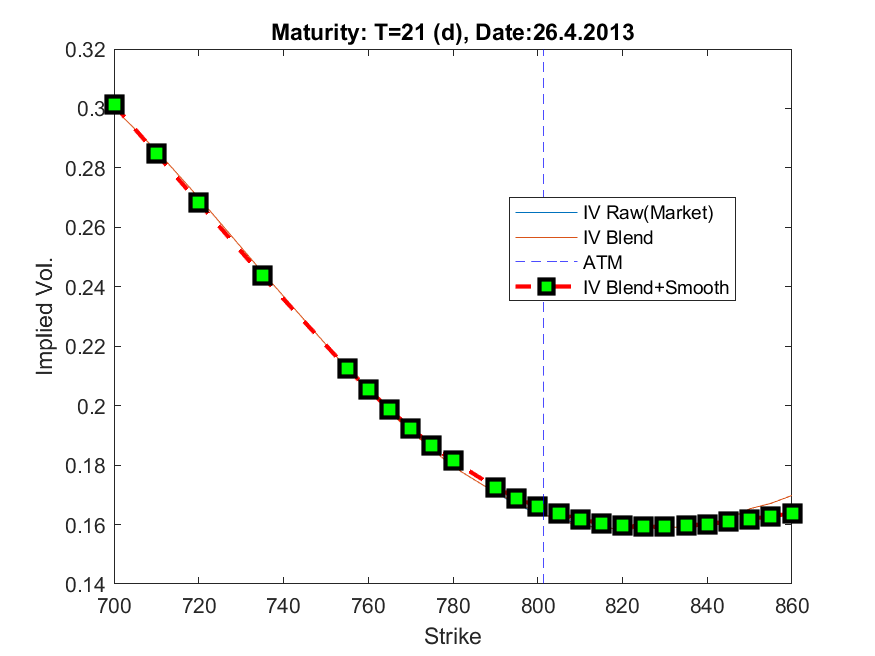 Maturity: T=21 (d), Date:26.4.2013
0.32
0.3
0.28
0.26
0.24
0.22
0.2
0.18
0.16
0.14
Implied Vol.
IV Raw(Market)
IV Blend
ATM
IV Blend+Smooth
700 720 740 760 780 800 820 840 860
Strike